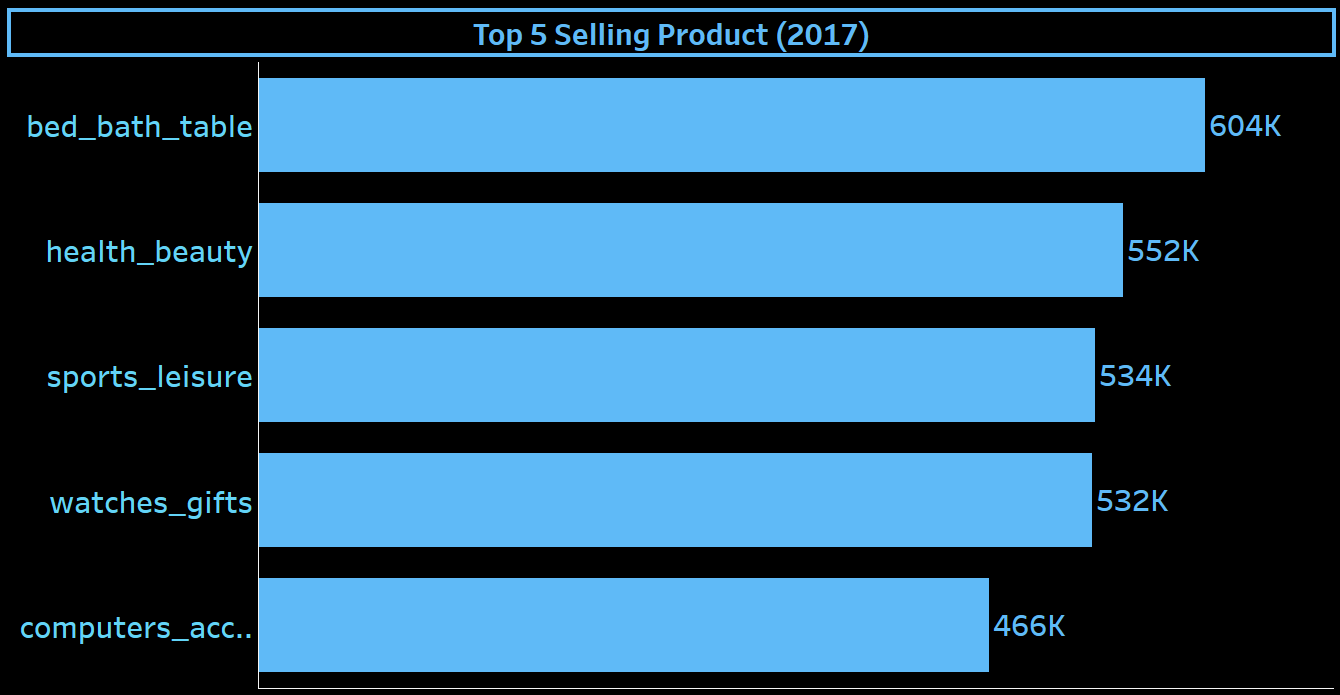 Top 5 Selling Product (2017)
bed_bath_table 604K
health_beauty 552K
sports_leisure 534K
watches_gifts 532K
computers_acc.. 466K